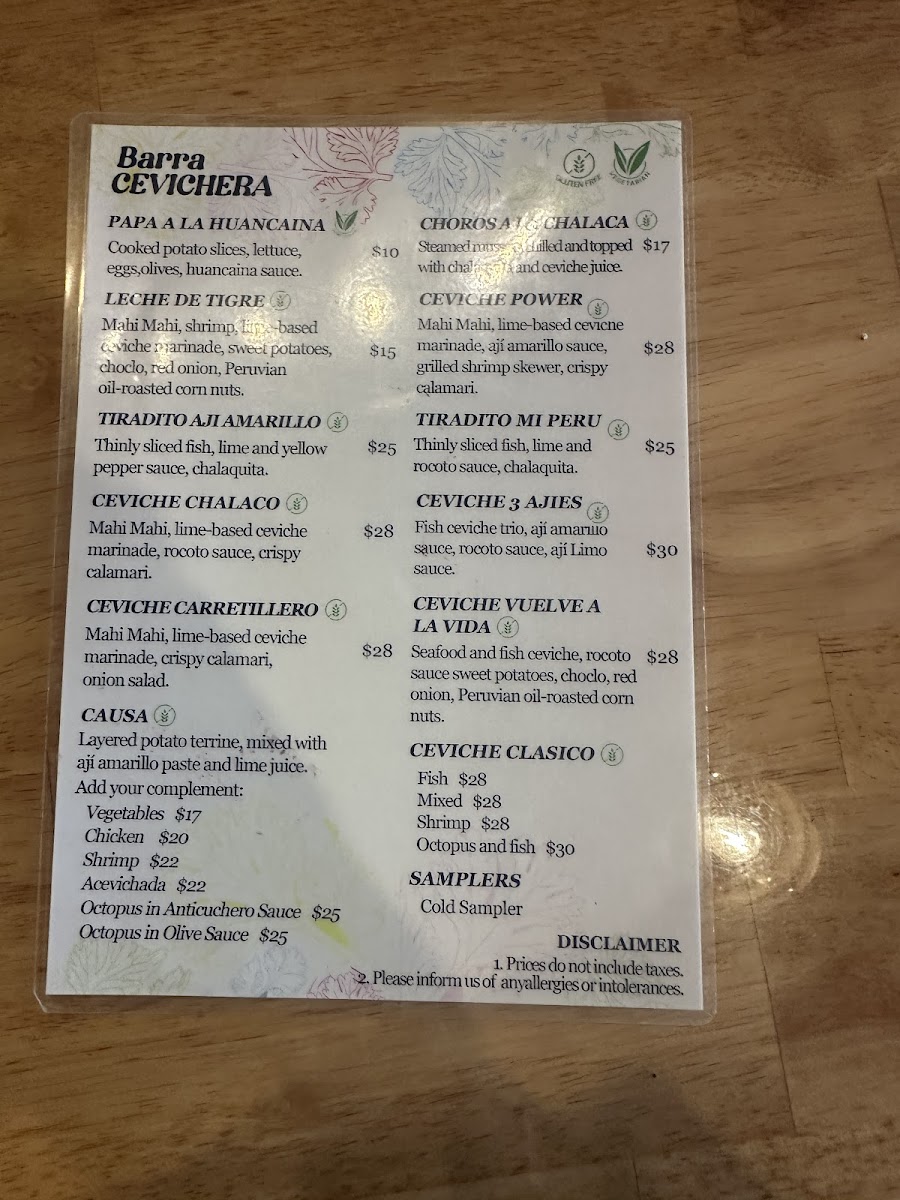 Barra
CEVICHERA
GLUTEN-FREE
VEGETARIAN
PAPA A LA HUANCAINA
Cooked potato slices, lettuce,
eggs,olives, huancaina sauce.
$10
LECHE DE TIGRE
Mahi Mahi, shrimp, lime-based
ceviche marinade, sweet potatoes,
choclo, red onion, Peruvian
oil-roasted corn nuts.
$15
TIRADITO AJI AMARILLO
Thinly sliced fish, lime and yellow
pepper sauce, chalaquita.
$25
CEVICHE CHALACO
Mahi Mahi, lime-based ceviche
marinade, rocoto sauce, crispy
calamari.
$28
CEVICHE CARRETILLERO
Mahi Mahi, lime-based ceviche
marinade, crispy calamari,
onion salad.
$28
CAUSA
Layered potato terrine, mixed with
ají amarillo paste and lime juice.
Add your complement:
Vegetables $17
Chicken $20
Shrimp $22
Acevichada $22
Octopus in Anticuchero Sauce $25
Octopus in Olive Sauce $25
CHOROS A CHALACA
Steamed chilled and topped
with and ceviche juice.
$17
CEVICHE POWER
Mahi Mahi, lime-based ceviche
marinade, ají amarillo sauce,
grilled shrimp skewer, crispy
calamari.
$28
TIRADITO MI PERU
Thinly sliced fish, lime and
rocoto sauce, chalaquita.
$25
CEVICHE 3 AJIES
Fish ceviche trio, ají amarillo
sauce, rocoto sauce, ají Limo
sauce.
$30
CEVICHE VUELVE A
LA VIDA
Seafood and fish ceviche, rocoto
sauce sweet potatoes, choclo, red
onion, Peruvian oil-roasted corn
nuts.
$28
CEVICHE CLASICO
Fish $28
Mixed $28
Shrimp $28
Octopus and fish $30
SAMPLERS
Cold Sampler
DISCLAIMER
1. Prices do not include taxes.
2. Please inform us of anyallergies or intolerances.